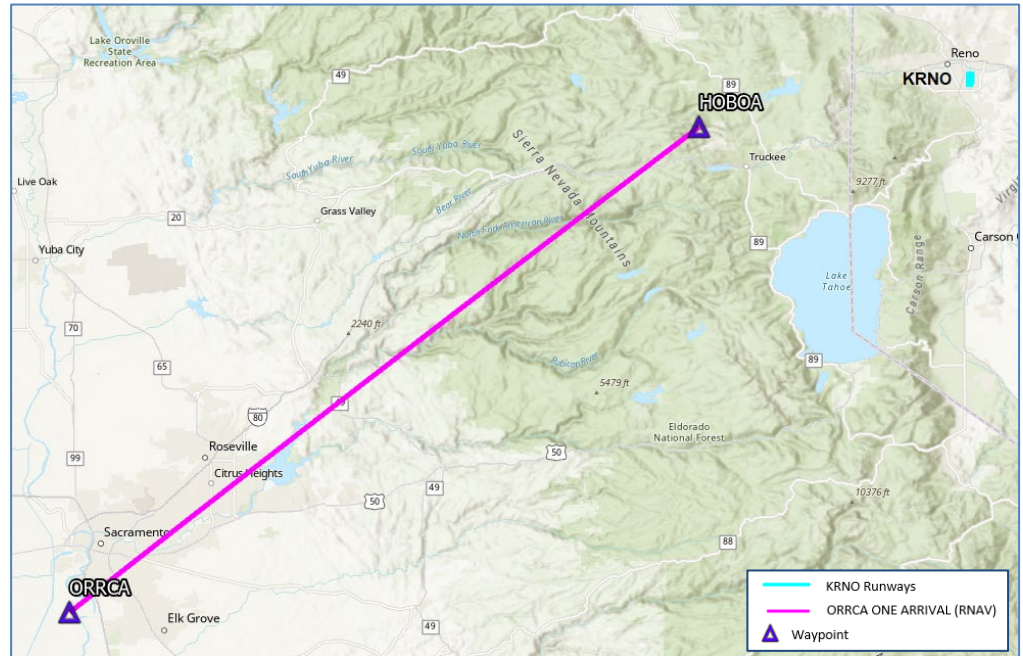 Lake Oroville
State
Recreation Area
49
89
Reno
KRNO
HOBOA
Sierra Nevada Mountains
South Yuba River
South Yuba River
Truckee
Live Oak
Bear River
9277 ft
Virgi
Grass Valley
20
North Fork American River
Yuba City
89
Carson C
Lake
Tahoe
Carson Range
70
2240 ft
65
Rubicon River
89
5479 ft
49
80
Eldorado
National Forest
Roseville
99
50
Citrus Heights
49
50
10376 ft
Sacramento
88
ORRCA
Elk Grove
49
KRNO Runways
ORRCA ONE ARRIVAL (RNAV)
Waypoint